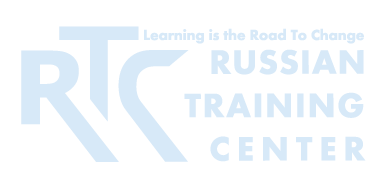 Learning is the Road To Change
RTC
RUSSIAN
TRAINING
CENTER